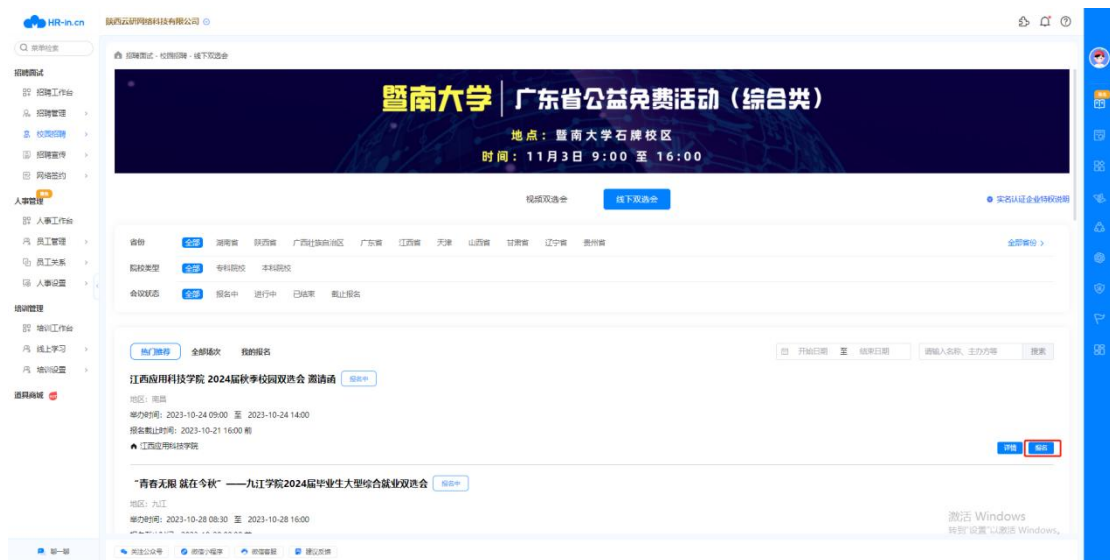 HR-in.cn
陕西云研网络科技有限公司
菜单检索
招聘面试
招聘工作台
招聘管理
校园招聘
招聘宣传
网络签约
人事管理
人事工作台
员工管理
员工关系
人事设置
培训管理
培训工作台
线上学习
培训设置
道具商城
聊一聊
招聘面试 - 校园招聘 - 线下双选会
暨南大学 广东省公益免费活动（综合类）
地点：暨南大学石牌校区
时间：11月3日 9:00 至 16:00
视频双选会 线下双选会
实名认证企业特权说明
省份 全部 湖南省 陕西省 广西壮族自治区 广东省 江西省 天津 山西省 甘肃省 辽宁省 贵州省 全部省份 >
院校类型 全部 专科院校 本科院校
会议状态 全部 报名中 进行中 已结束 截止报名
热门推荐 全部场次 我的报名 开始日期 至 结束日期 请输入名称、主办方等 搜索
江西应用科技学院 2024届秋季校园双选会 邀请函 报名中
地区：南昌
举办时间：2023-10-24 09:00 至 2023-10-24 14:00
报名截止时间：2023-10-21 16:00 前
江西应用科技学院
详情 报名
“青春无限 就在今秋”——九江学院2024届毕业生大型综合就业双选会 报名中
地区：九江
举办时间：2023-10-28 08:30 至 2023-10-28 16:00
激活 Windows
转到"设置"以激活 Windows。
关注公众号 微信小程序 微信客服 建议反馈